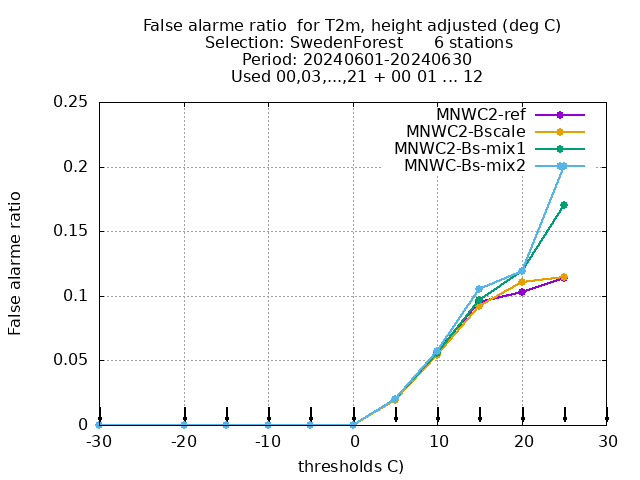 False alarme ratio  for T2m, height adjusted (deg C)
Selection: SwedenForest      6 stations
Period: 20240601-20240630
Used 00,03,...,21 + 00 01 ... 12
MNWC2-ref
MNWC2-Bscale
MNWC2-Bs-mix1
MNWC-Bs-mix2
False alarme ratio
0.25
0.2
0.15
0.1
0.05
0
-30 -20 -10 0 10 20 30
thresholds C)